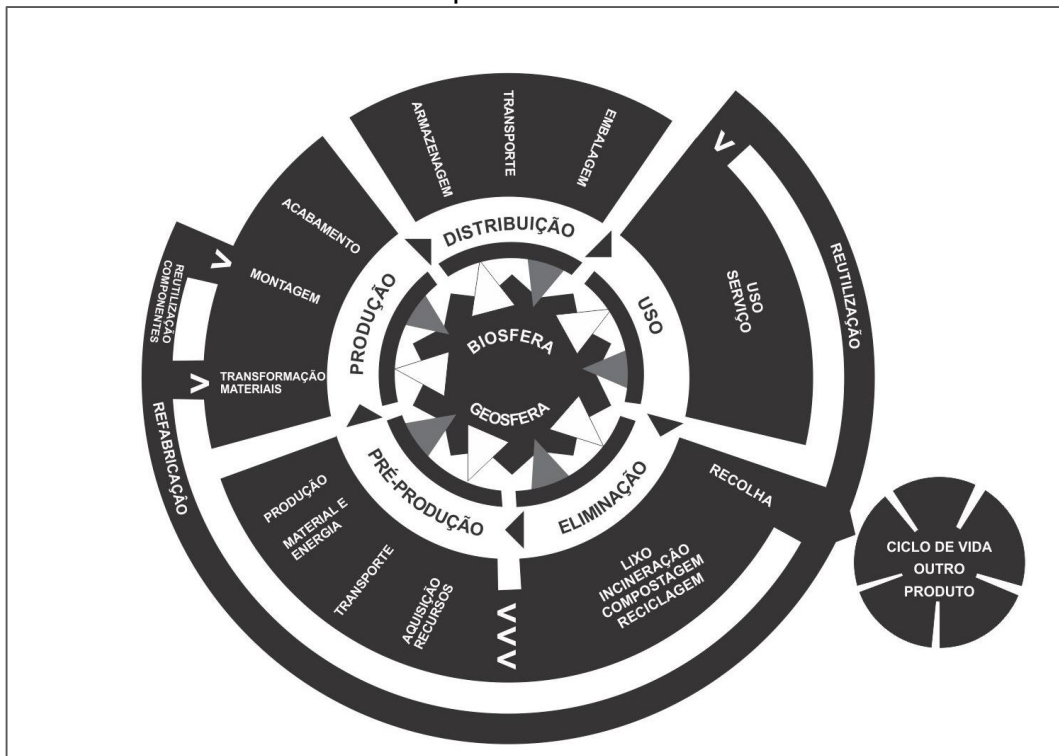 ARMAZENAGEM
TRANSPORTE
EMBALAGEM
DISTRIBUIÇÃO
ACABAMENTO
MONTAGEM
TRANSFORMAÇÃO
MATERIAIS
PRODUÇÃO
REUTILIZAÇÃO
COMPONENTES
REFABRICAÇÃO
USO
USO
SERVIÇO
REUTILIZAÇÃO
BIOSFERA
GEOSFERA
PRÉ-PRODUÇÃO
PRODUÇÃO
MATERIAL E
ENERGIA
TRANSPORTE
AQUISIÇÃO
RECURSOS
ELIMINAÇÃO
RECOLHA
LIXO
INCINERAÇÃO
COMPOSTAGEM
RECICLAGEM
CICLO DE VIDA
OUTRO
PRODUTO